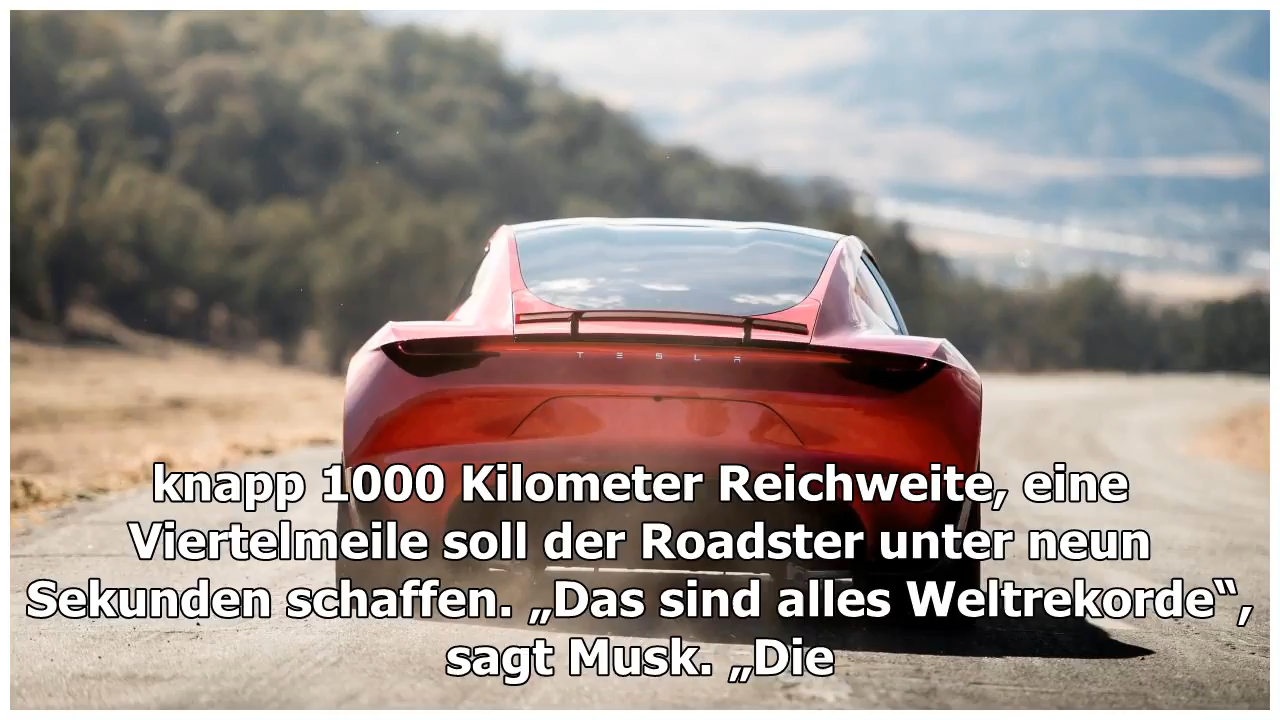 TESLA
knapp 1000 Kilometer Reichweite, eine
Viertelmeile soll der Roadster unter neun
Sekunden schaffen. „Das sind alles Weltrekorde“,
sagt Musk. „Die